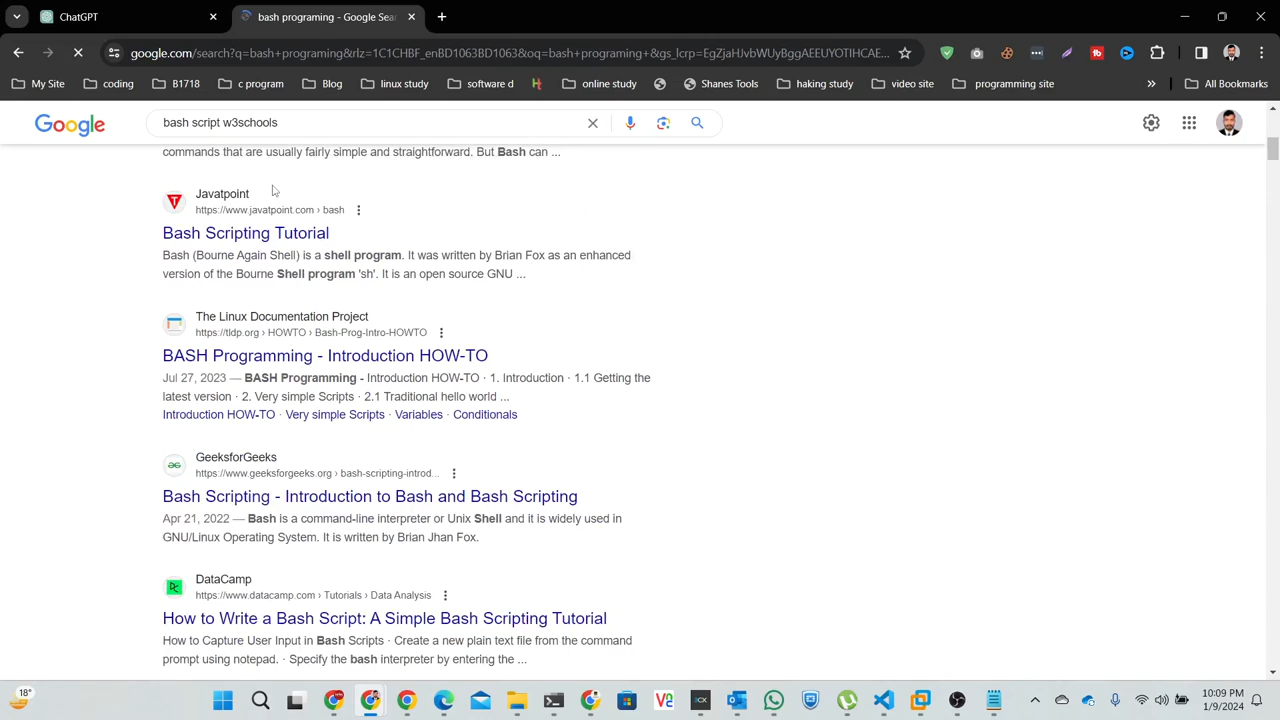 ChatGPT
bash programing - Google Sea
google.com/search?q=bash+programing+&rlz=1C1CHBF_enBD1063BD1063&oq=bash+programing+&gs_lcrp=EgZjaHJvbWUyBggAEEUYOTIHCAE...
My Site
coding
B1718
c program
Blog
linux study
software d
Shanes Tools
haking study
online study
video site
programming site
»
All Bookmarks
Google
bash script w3schools
commands that are usually fairly simple and straightforward. But Bash can ...
Javatpoint
https://www.javatpoint.com › bash
Bash Scripting Tutorial
Bash (Bourne Again Shell) is a shell program. It was written by Brian Fox as an enhanced
version of the Bourne Shell program 'sh'. It is an open source GNU ...
The Linux Documentation Project
https://tldp.org › HOWTO › Bash-Prog-Intro-HOWTO
BASH Programming - Introduction HOW-TO
Jul 27, 2023 — BASH Programming - Introduction HOW-TO · 1. Introduction · 1.1 Getting the
latest version · 2. Very simple Scripts · 2.1 Traditional hello world ...
Introduction HOW-TO · Very simple Scripts · Variables · Conditionals
GeeksforGeeks
https://www.geeksforgeeks.org › bash-scripting-introd...
Bash Scripting - Introduction to Bash and Bash Scripting
Apr 21, 2022 — Bash is a command-line interpreter or Unix Shell and it is widely used in
GNU/Linux Operating System. It is written by Brian Jhan Fox.
DataCamp
https://www.datacamp.com › Tutorials › Data Analysis
How to Write a Bash Script: A Simple Bash Scripting Tutorial
How to Capture User Input in Bash Scripts · Create a new plain text file from the command
prompt using notepad. · Specify the bash interpreter by entering the ...
18°
10:09 PM
1/9/2024